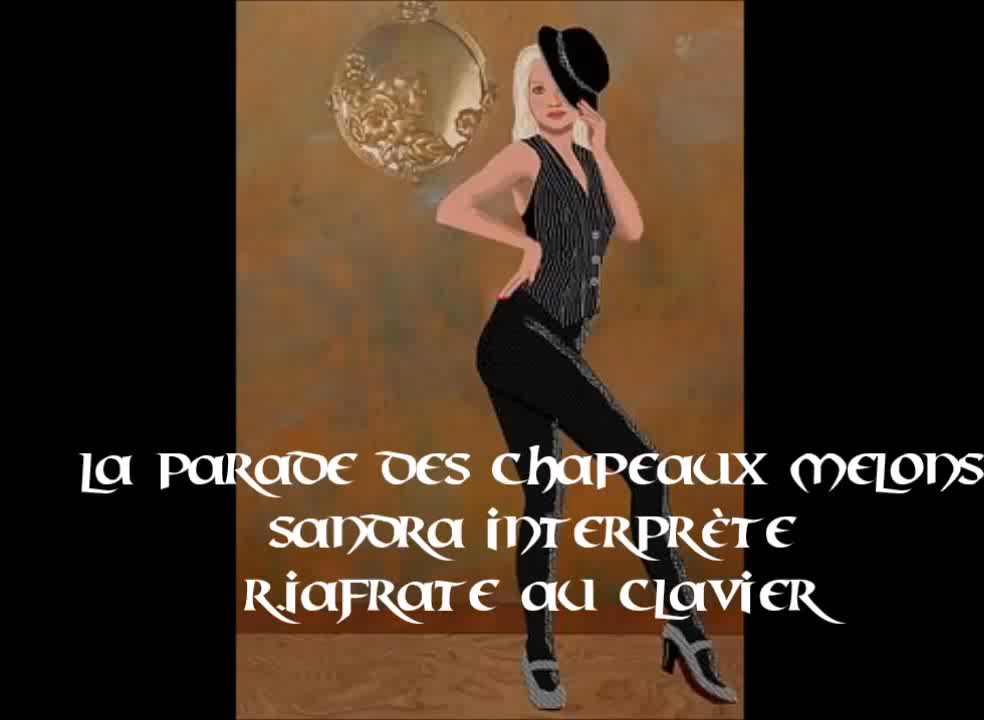 La parade des chapeaux melons
Sandra interprète
R.iafrate au clavier